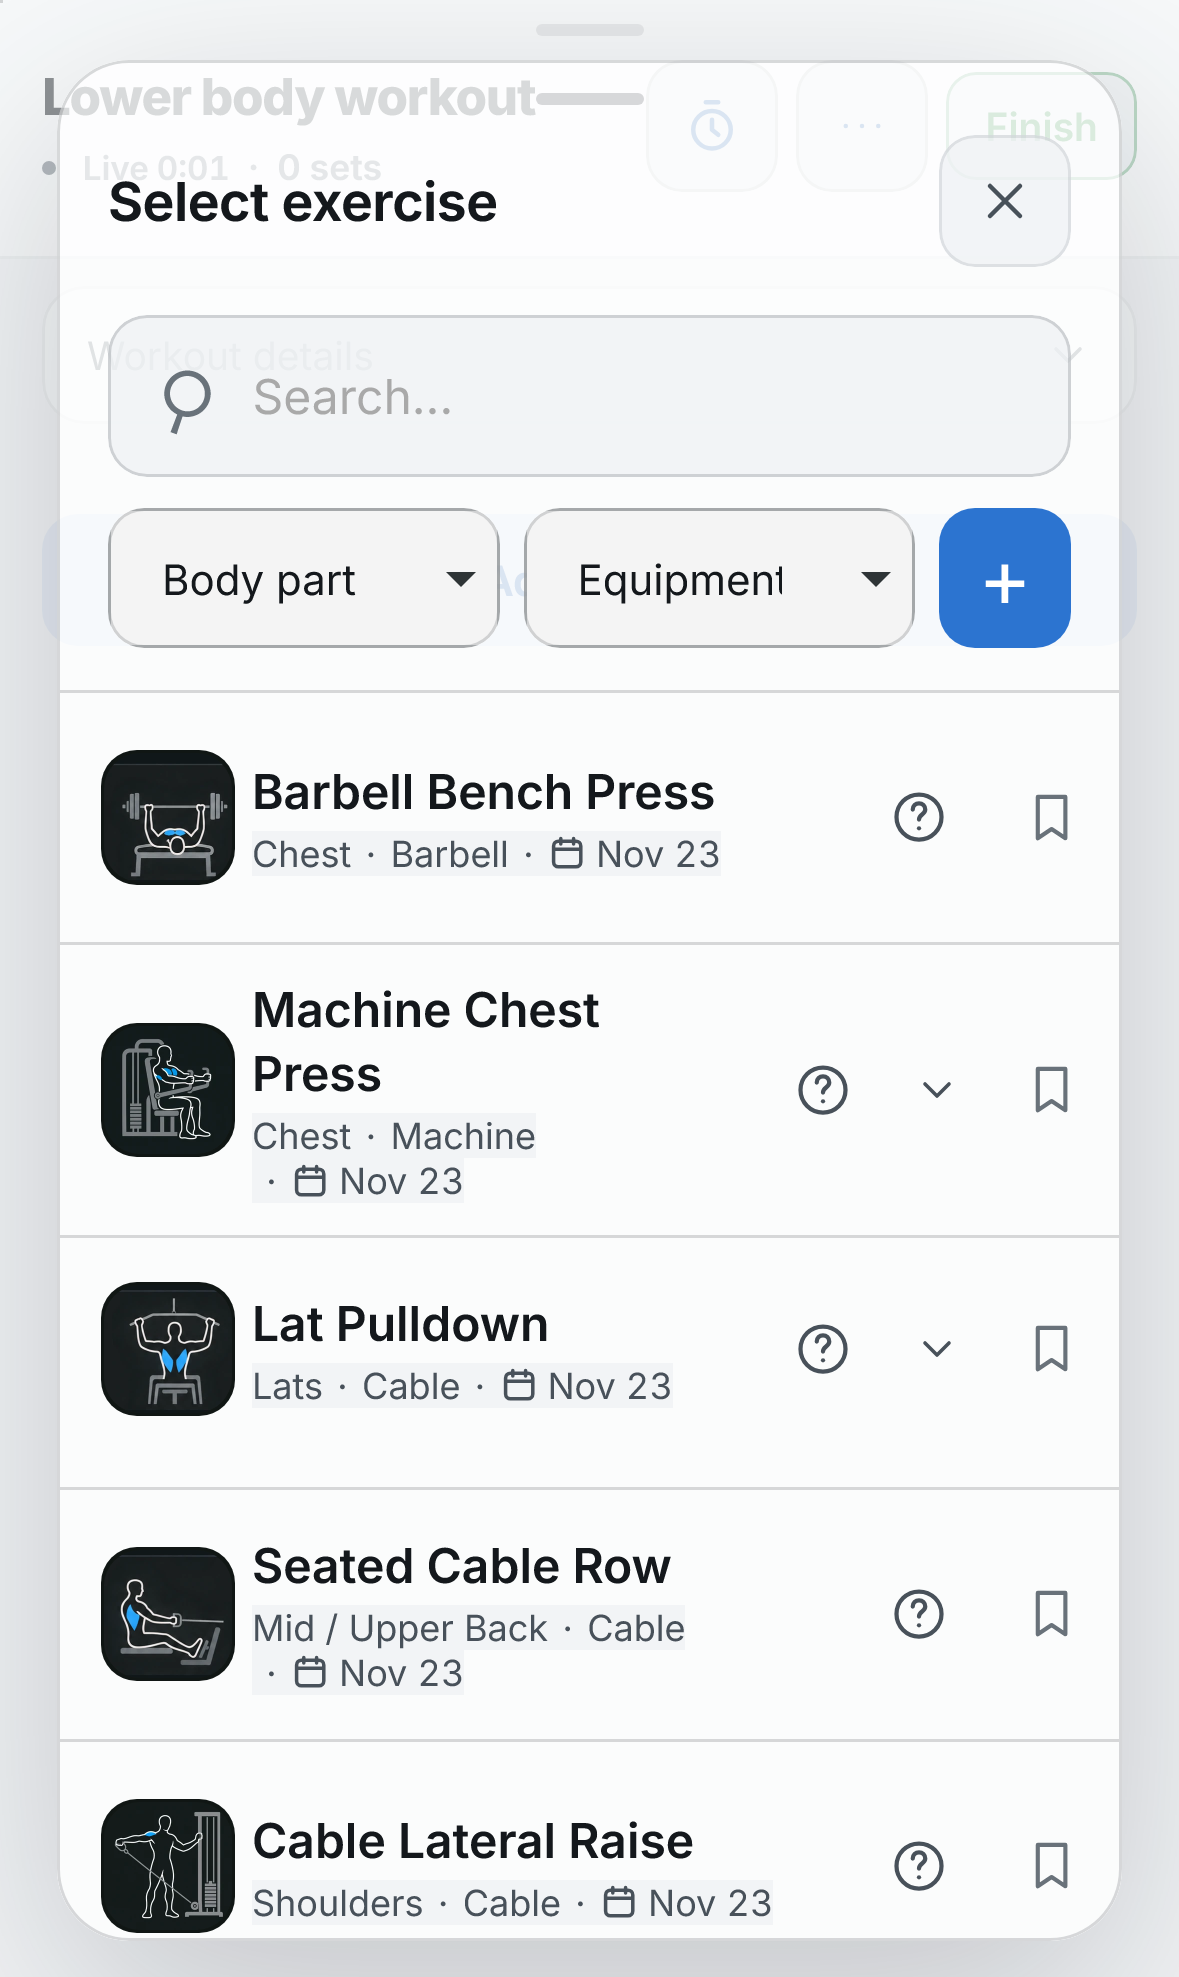 Lower body workout
Finish
Live 0:01 · 0 sets
Select exercise
Workout details
Search...
Body part
Equipment
+
Barbell Bench Press
Chest · Barbell · Nov 23
Machine Chest
Press
Chest · Machine
· Nov 23
Lat Pulldown
Lats · Cable · Nov 23
Seated Cable Row
Mid / Upper Back · Cable
· Nov 23
Cable Lateral Raise
Shoulders · Cable · Nov 23